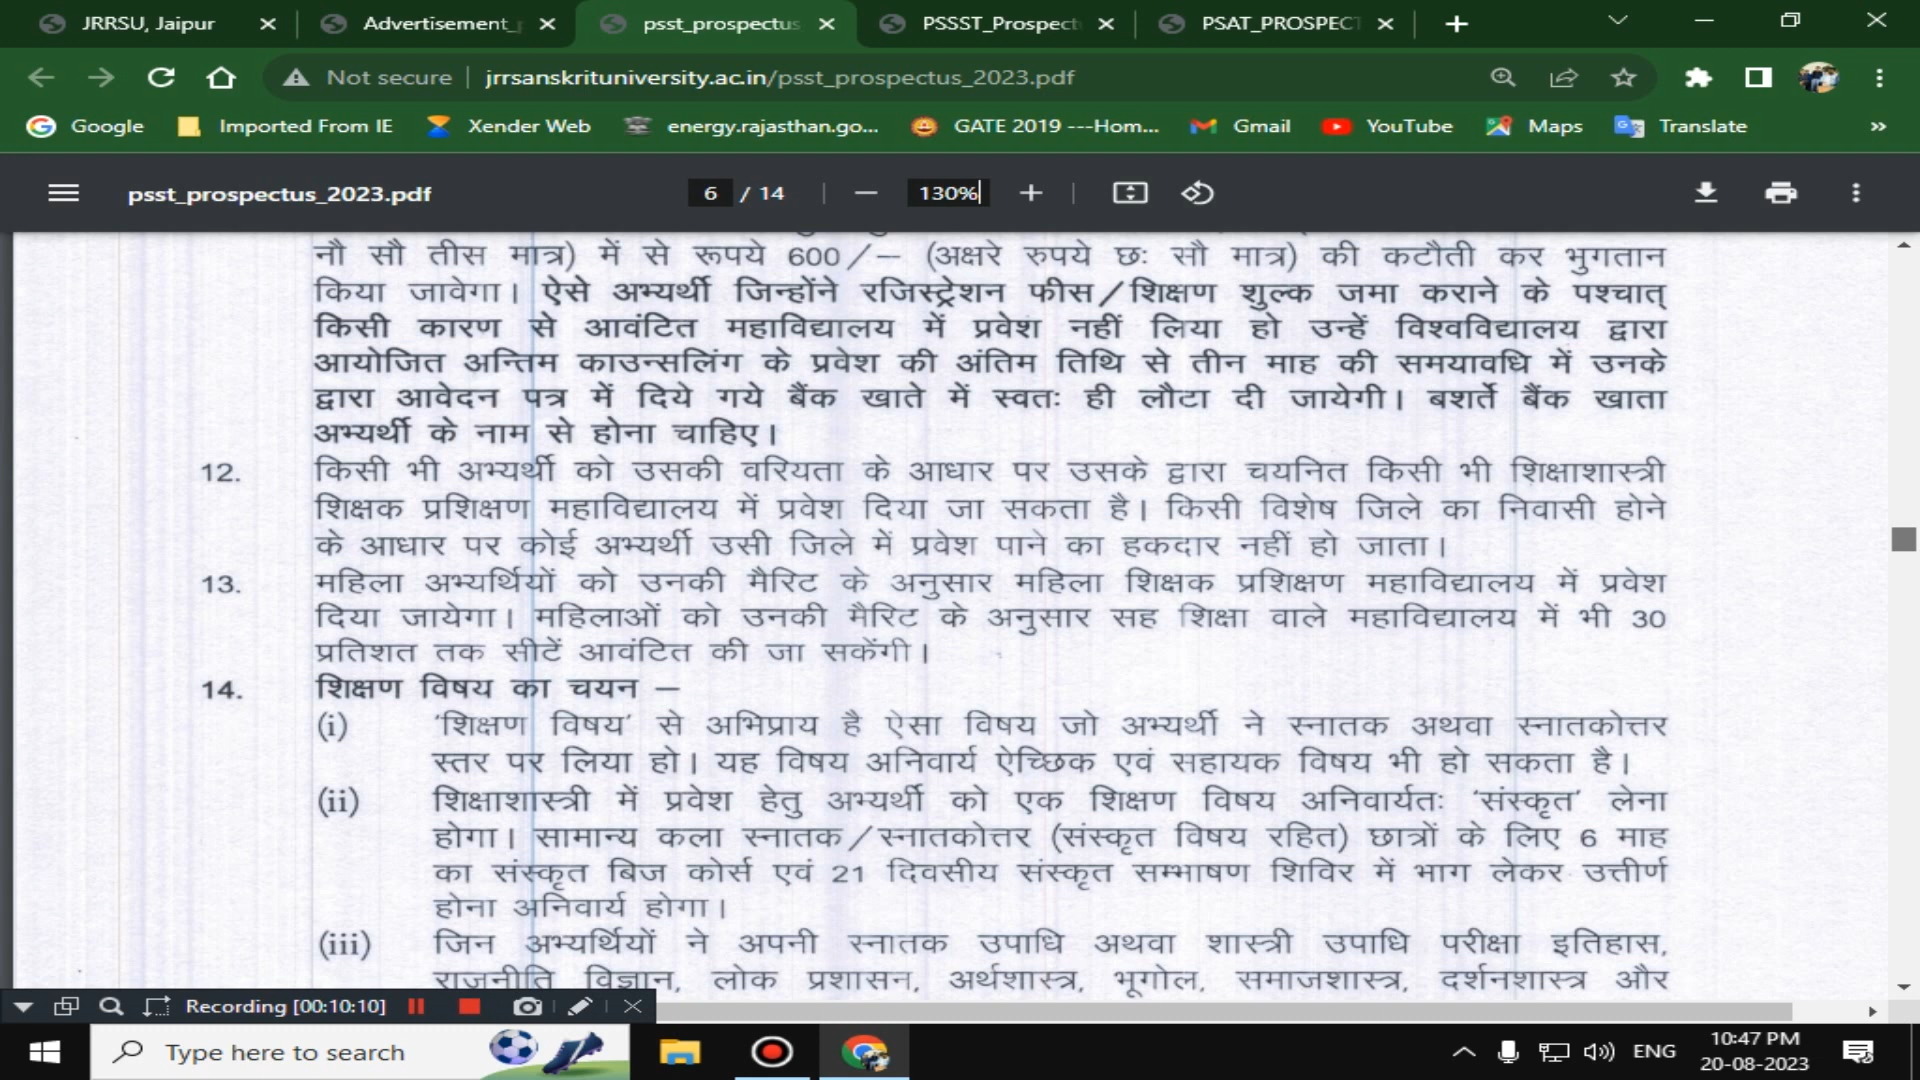 JRRSU, Jaipur
Advertisement_
psst_prospectus
PSSST_Prospect
PSAT_PROSPECT
Not secure
jrrsanskrituniversity.ac.in/psst_prospectus_2023.pdf
Google
Imported From IE
Xender Web
energy.rajasthan.go...
GATE 2019 ---Hom...
Gmail
YouTube
Maps
Translate
»
psst_prospectus_2023.pdf
6 / 14
130%
नौ सौ तीस मात्र) में से रूपये 600/– (अक्षरे रुपये छः सौ मात्र) की कटौती कर भुगतान
किया जावेगा। ऐसे अभ्यर्थी जिन्होंने रजिस्ट्रेशन फीस/शिक्षण शुल्क जमा कराने के पश्चात्
किसी कारण से आवंटित महाविद्यालय में प्रवेश नहीं लिया हो उन्हें विश्वविद्यालय द्वारा
आयोजित अन्तिम काउन्सलिंग के प्रवेश की अंतिम तिथि से तीन माह की समयावधि में उनके
द्वारा आवेदन पत्र में दिये गये बैंक खाते में स्वतः ही लौटा दी जायेगी। बशर्ते बैंक खाता
अभ्यर्थी के नाम से होना चाहिए।
12. किसी भी अभ्यर्थी को उसकी वरियता के आधार पर उसके द्वारा चयनित किसी भी शिक्षाशास्त्री
शिक्षक प्रशिक्षण महाविद्यालय में प्रवेश दिया जा सकता है। किसी विशेष जिले का निवासी होने
के आधार पर कोई अभ्यर्थी उसी जिले में प्रवेश पाने का हकदार नहीं हो जाता।
13. महिला अभ्यर्थियों को उनकी मैरिट के अनुसार महिला शिक्षक प्रशिक्षण महाविद्यालय में प्रवेश
दिया जायेगा। महिलाओं को उनकी मैरिट के अनुसार सह शिक्षा वाले महाविद्यालय में भी 30
प्रतिशत तक सीटें आवंटित की जा सकेंगी।
14. शिक्षण विषय का चयन –
(i) 'शिक्षण विषय' से अभिप्राय है ऐसा विषय जो अभ्यर्थी ने स्नातक अथवा स्नातकोत्तर
स्तर पर लिया हो। यह विषय अनिवार्य ऐच्छिक एवं सहायक विषय भी हो सकता है।
(ii) शिक्षाशास्त्री में प्रवेश हेतु अभ्यर्थी को एक शिक्षण विषय अनिवार्यतः 'संस्कृत' लेना
होगा। सामान्य कला स्नातक/स्नातकोत्तर (संस्कृत विषय रहित) छात्रों के लिए 6 माह
का संस्कृत बिज कोर्स एवं 21 दिवसीय संस्कृत सम्भाषण शिविर में भाग लेकर उत्तीर्ण
होना अनिवार्य होगा।
(iii) जिन अभ्यर्थियों ने अपनी स्नातक उपाधि अथवा शास्त्री उपाधि परीक्षा इतिहास,
राजनीति विज्ञान, लोक प्रशासन, अर्थशास्त्र, भूगोल, समाजशास्त्र, दर्शनशास्त्र और
Recording [00:10:10]
Type here to search
ENG
10:47 PM
20-08-2023